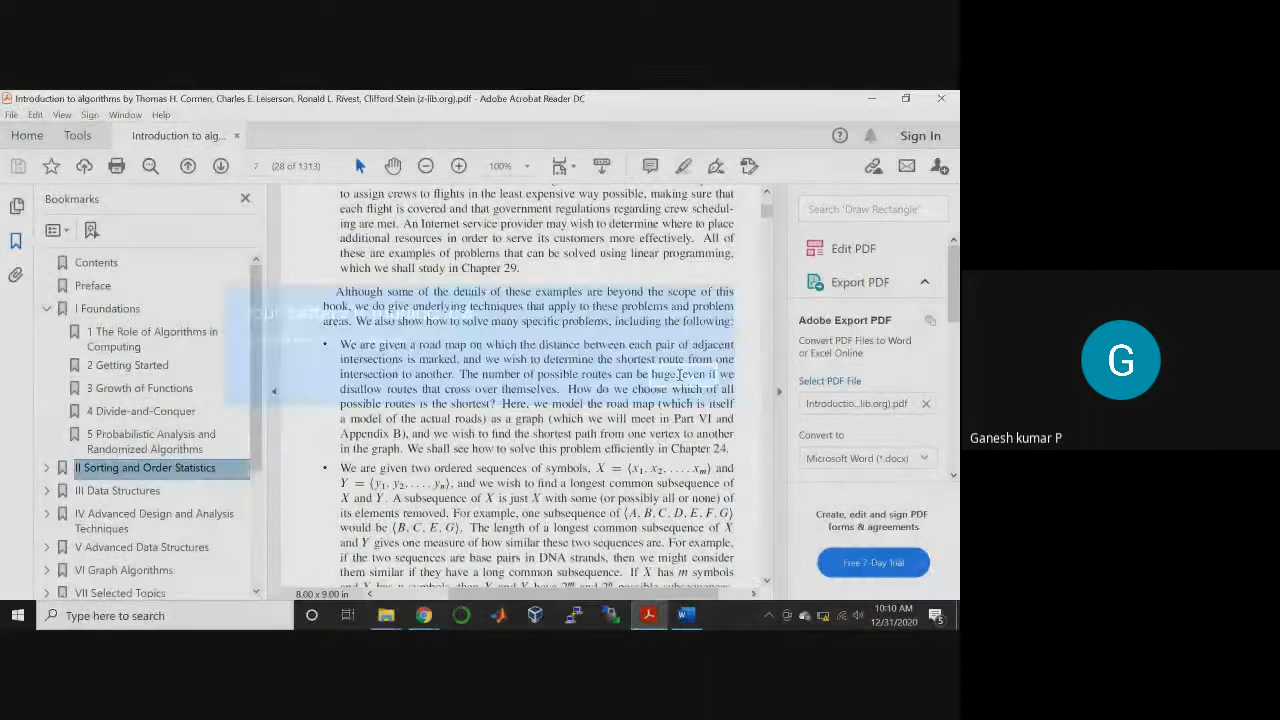 Introduction to algorithms by Thomas H. Cormen, Charles E. Leiserson, Ronald L. Rivest, Clifford Stein (z-lib.org).pdf - Adobe Acrobat Reader DC
File Edit View Sign Window Help
Home Tools Introduction to alg... × Sign In
7 (28 of 1313) 100%
Bookmarks
Contents
Preface
I Foundations
1 The Role of Algorithms in
Computing
2 Getting Started
3 Growth of Functions
4 Divide-and-Conquer
5 Probabilistic Analysis and
Randomized Algorithms
II Sorting and Order Statistics
III Data Structures
IV Advanced Design and Analysis
Techniques
V Advanced Data Structures
VI Graph Algorithms
VII Selected Topics
to assign crews to flights in the least expensive way possible, making sure that
each flight is covered and that government regulations regarding crew schedul-
ing are met. An Internet service provider may wish to determine where to place
additional resources in order to serve its customers more effectively. All of
these are examples of problems that can be solved using linear programming,
which we shall study in Chapter 29.
Although some of the details of these examples are beyond the scope of this
book, we do give underlying techniques that apply to these problems and problem
areas. We also show how to solve many specific problems, including the following:
• We are given a road map on which the distance between each pair of adjacent
intersections is marked, and we wish to determine the shortest route from one
intersection to another. The number of possible routes can be huge, even if we
disallow routes that cross over themselves. How do we choose which of all
possible routes is the shortest? Here, we model the road map (which is itself
a model of the actual roads) as a graph (which we will meet in Part VI and
Appendix B), and we wish to find the shortest path from one vertex to another
in the graph. We shall see how to solve this problem efficiently in Chapter 24.
• We are given two ordered sequences of symbols, X = ⟨x₁, x₂, . . . , xₘ⟩ and
Y = ⟨y₁, y₂, . . . , yₙ⟩, and we wish to find a longest common subsequence of
X and Y. A subsequence of X is just X with some (or possibly all or none) of
its elements removed. For example, one subsequence of ⟨A, B, C, D, E, F, G⟩
would be ⟨B, C, E, G⟩. The length of a longest common subsequence of X
and Y gives one measure of how similar these two sequences are. For example,
if the two sequences are base pairs in DNA strands, then we might consider
them similar if they have a long common subsequence. If X has m symbols
8.00 x 9.00 in
Search 'Draw Rectangle'
Edit PDF
Export PDF
Adobe Export PDF
Convert PDF Files to Word
or Excel Online
Select PDF File
Introductio...lib.org).pdf ×
Convert to
Microsoft Word (*.docx)
Create, edit and sign PDF
forms & agreements
Free 7-Day Trial
Type here to search
10:10 AM
12/31/2020
5
G
Ganesh kumar P